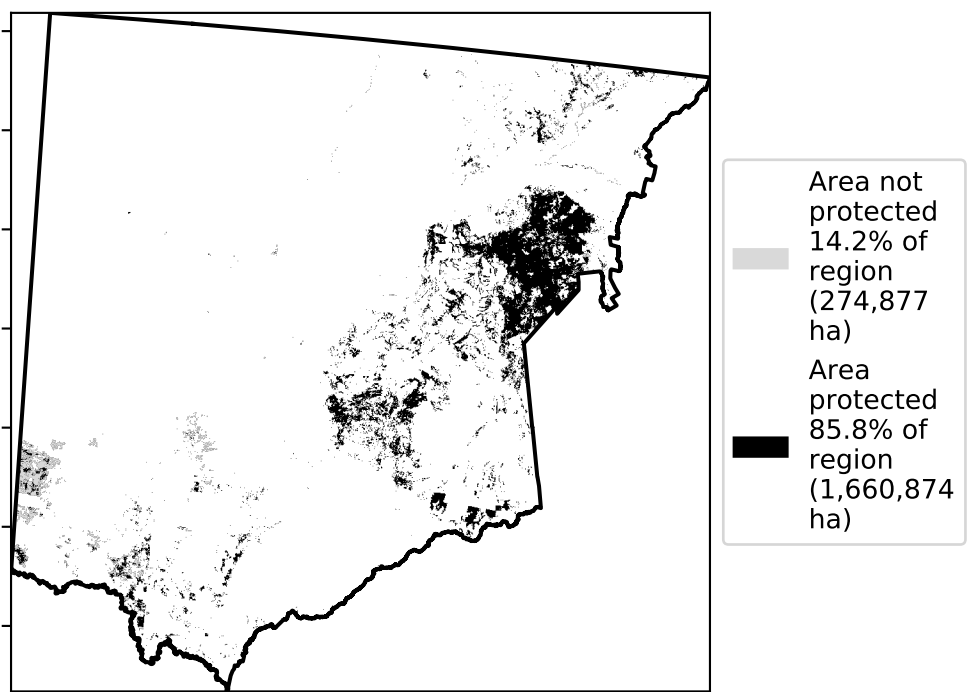 Area not
protected
14.2% of
region
(274,877
ha)
Area
protected
85.8% of
region
(1,660,874
ha)